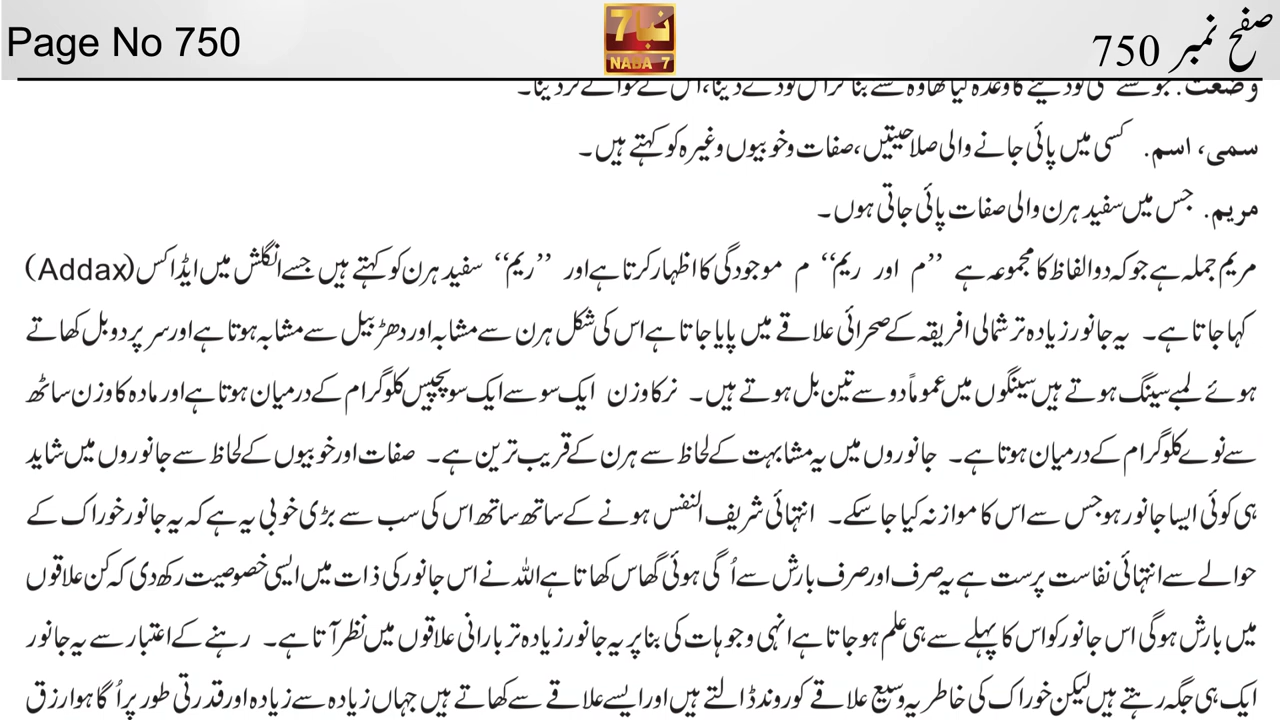 Page No 750
نبا 7
NABA 7
صفح نمبر 750
وضعت. جو سے
سمی، اسم. کسی میں پائی جانے والی صلاحیتیں، صفات و خوبیوں وغیرہ کو کہتے ہیں۔
مریم. جس میں سفید ہرن والی صفات پائی جاتی ہوں۔
مریم جملہ ہے جو کہ دو الفاظ کا مجموعہ ہے ”م اور ریم“ م موجودگی کا اظہار کرتا ہے اور ”ریم“ سفید ہرن کو کہتے ہیں جسے انگلش میں ایڈاکس (Addax)
کہا جاتا ہے۔ یہ جانور زیادہ تر شمالی افریقہ کے صحرائی علاقے میں پایا جاتا ہے اس کی شکل ہرن سے مشابہ اور دھڑ بیل سے مشابہ ہوتا ہے اور سر پر دو بل کھاتے
ہوئے لمبے سینگ ہوتے ہیں سینگوں میں عموماً دو سے تین بل ہوتے ہیں۔ نر کا وزن ایک سو سے ایک سو پچیس کلوگرام کے درمیان ہوتا ہے اور مادہ کا وزن ساٹھ
سے نوے کلوگرام کے درمیان ہوتا ہے۔ جانوروں میں یہ مشابہت کے لحاظ سے ہرن کے قریب ترین ہے۔ صفات اور خوبیوں کے لحاظ سے جانوروں میں شاید
ہی کوئی ایسا جانور ہو جس سے اس کا موازنہ کیا جا سکے۔ انتہائی شریف النفس ہونے کے ساتھ ساتھ اس کی سب سے بڑی خوبی یہ ہے کہ یہ جانور خوراک کے
حوالے سے انتہائی نفاست پرست ہے یہ صرف اور صرف بارش سے اُگی ہوئی گھاس کھاتا ہے اللہ نے اس جانور کی ذات میں ایسی خصوصیت رکھ دی کہ کن علاقوں
میں بارش ہوگی اس جانور کو اس کا پہلے سے ہی علم ہو جاتا ہے انہی وجوہات کی بنا پر یہ جانور زیادہ تر بارانی علاقوں میں نظر آتا ہے۔ رہنے کے اعتبار سے یہ جانور
ایک ہی جگہ رہتے ہیں لیکن خوراک کی خاطر یہ وسیع علاقے کو روند ڈالتے ہیں اور ایسے علاقے سے کھاتے ہیں جہاں زیادہ سے زیادہ اور قدرتی طور پر اُگا ہوا رزق